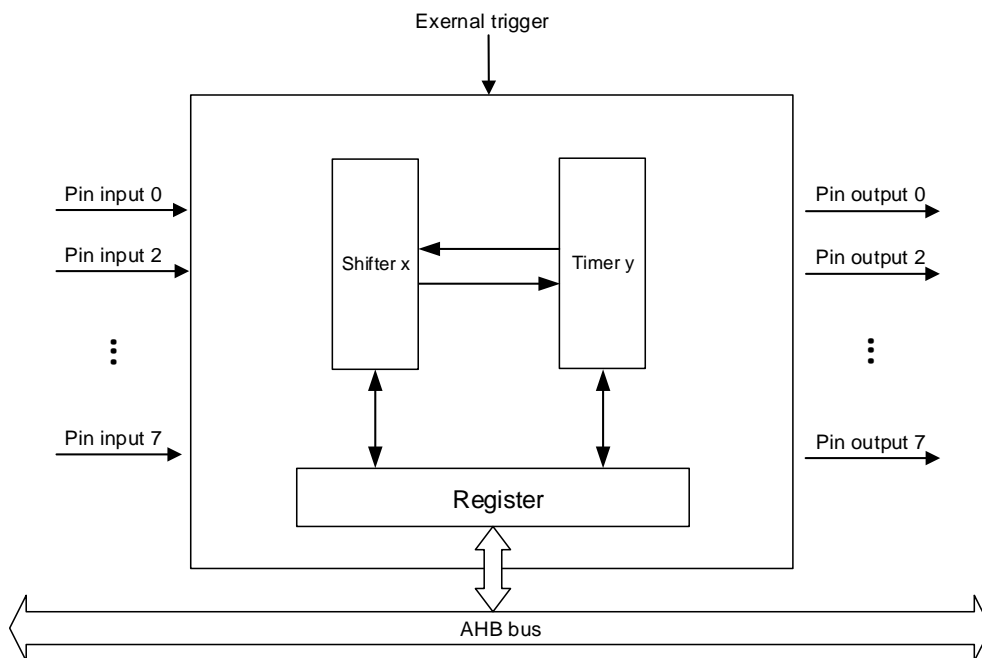 Exernal trigger
Pin input 0
Pin output 0
Pin input 2
Pin output 2
Shifter x
Timer y
Pin input 7
Pin output 7
Register
AHB bus